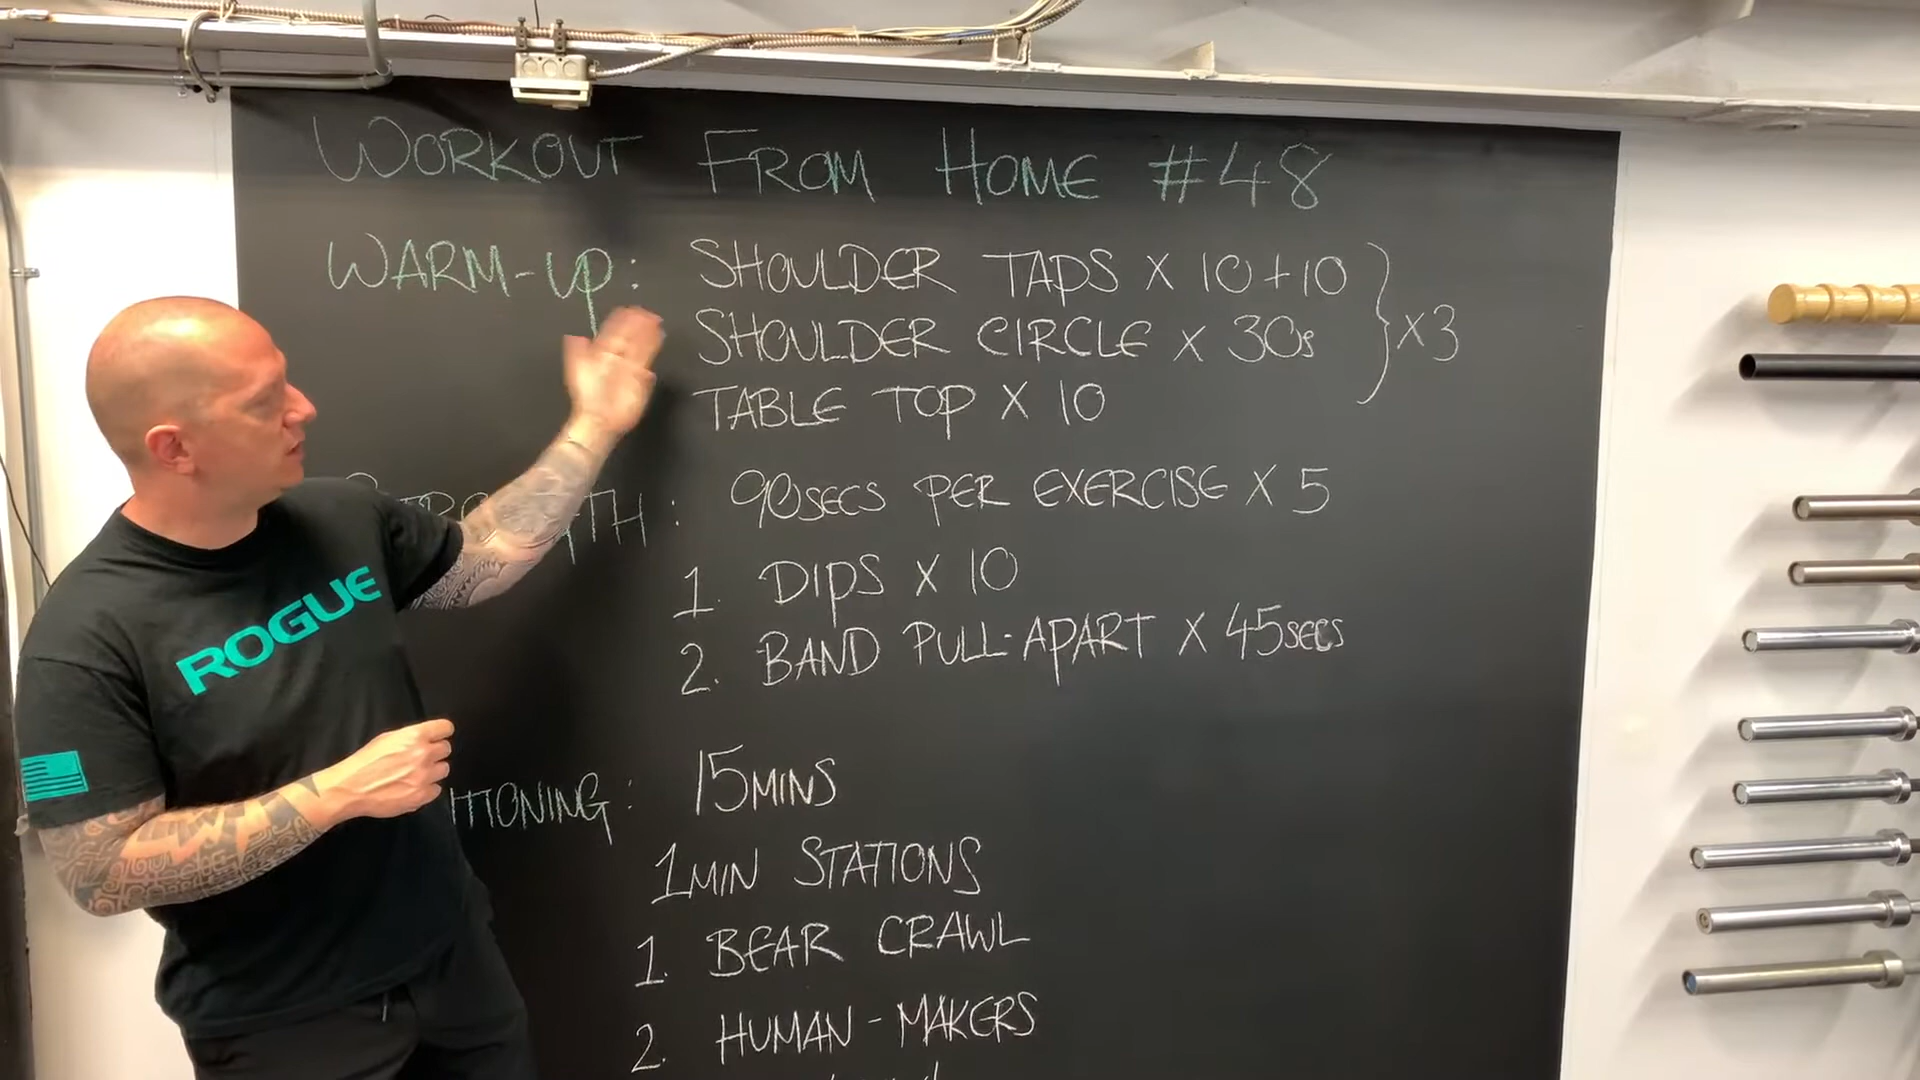 WORKOUT FROM HOME #48
WARM-UP: SHOULDER TAPS X 10+10
SHOULDER CIRCLE X 30s
TABLE TOP X 10
} X3
: 90SECS PER EXERCISE X 5
1. DIPS X 10
2. BAND PULL-APART X 45SECS
ITIONING: 15MINS
1MIN STATIONS
1. BEAR CRAWL
2. HUMAN-MAKERS
ROGUE